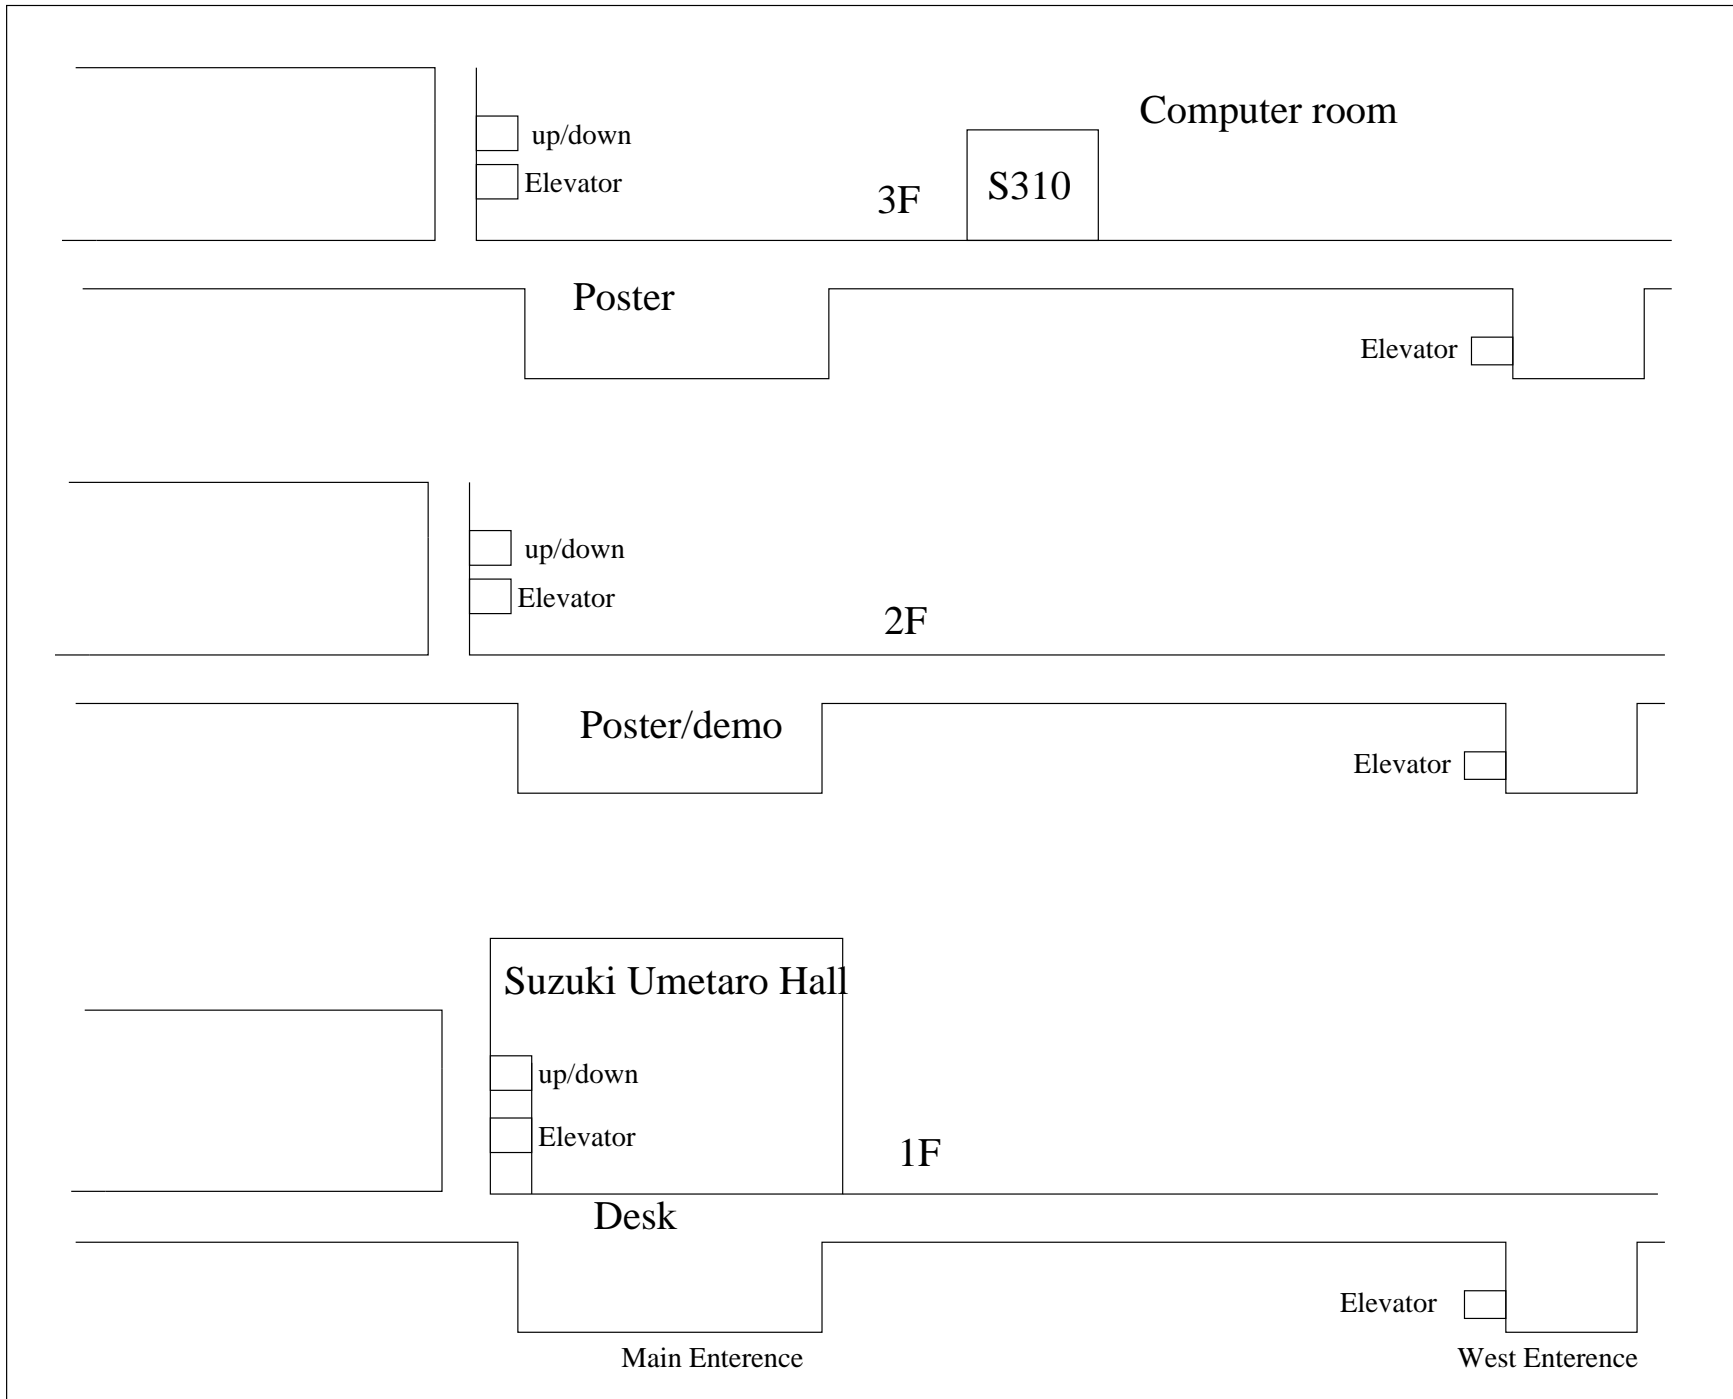 Computer room
up/down
S310
Elevator
3F
Poster
Elevator
up/down
Elevator
2F
Poster/demo
Elevator
Suzuki Umetaro Hall
up/down
Elevator
1F
Desk
Elevator
Main Enterence
West Enterence